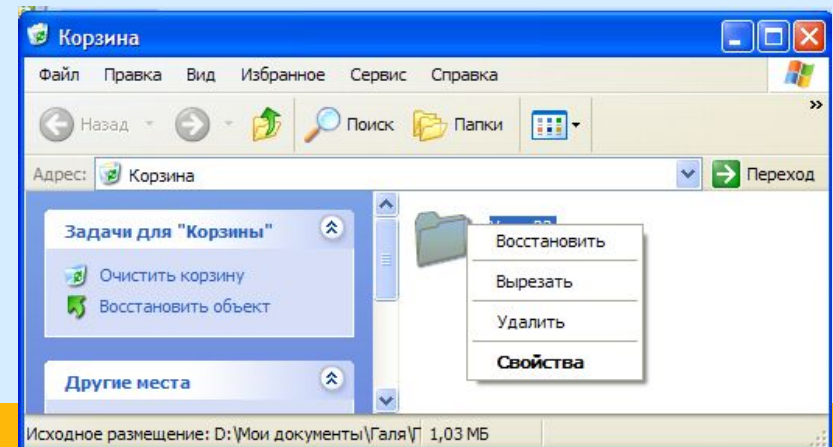 Корзина
Файл Правка Вид Избранное Сервис Справка
Назад Поиск Папки »
Адрес: Корзина Переход
Задачи для "Корзины"
Очистить корзину
Восстановить объект
Другие места
Восстановить
Вырезать
Удалить
Свойства
Исходное размещение: D:\Мои документы\Галя\ 1,03 МБ